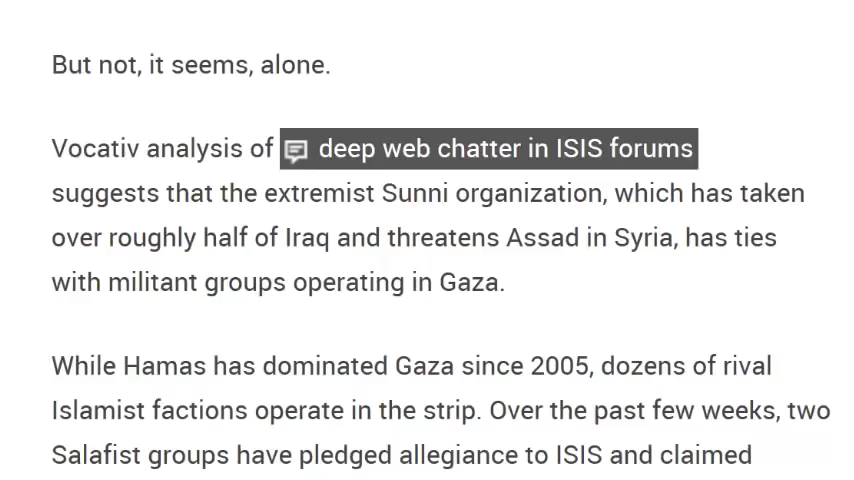 But not, it seems, alone.
Vocativ analysis of deep web chatter in ISIS forums
suggests that the extremist Sunni organization, which has taken
over roughly half of Iraq and threatens Assad in Syria, has ties
with militant groups operating in Gaza.
While Hamas has dominated Gaza since 2005, dozens of rival
Islamist factions operate in the strip. Over the past few weeks, two
Salafist groups have pledged allegiance to ISIS and claimed